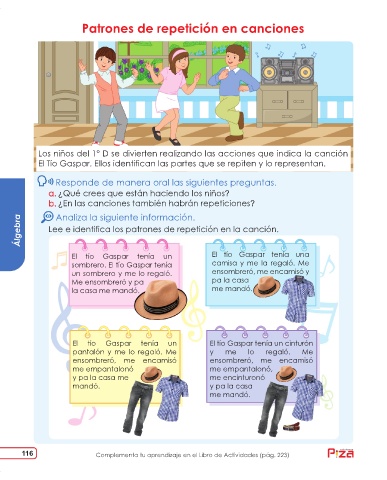 Patrones de repetición en canciones
Los niños del 1° D se divierten realizando las acciones que indica la canción
El Tío Gaspar. Ellos identifican las partes que se repiten y lo representan.
Responde de manera oral las siguientes preguntas.
a. ¿Qué crees que están haciendo los niños?
b. ¿En las canciones también habrán repeticiones?
Analiza la siguiente información.
Lee e identifica los patrones de repetición en la canción.
Álgebra
El tío Gaspar tenía un
sombrero. El tío Gaspar tenía
un sombrero y me lo regaló.
Me ensombreró y pa
la casa me mandó.
El tío Gaspar tenía una
camisa y me la regaló. Me
ensombreró, me encamisó y
pa la casa
me mandó.
El tío Gaspar tenía un
pantalón y me lo regaló. Me
ensombreró, me encamisó
me empantalonó
y pa la casa me
mandó.
El tío Gaspar tenía un cinturón
y me lo regaló. Me
ensombreró, me encamisó
me empantalonó,
me encinturonó
y pa la casa
me mandó.
116
Complementa tu aprendizaje en el Libro de Actividades (pág. 223)
Piza